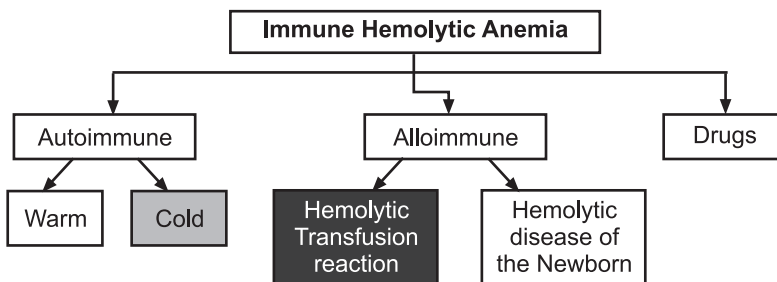 Immune Hemolytic Anemia
Autoimmune
Alloimmune
Drugs
Warm
Cold
Hemolytic
Transfusion
reaction
Hemolytic
disease of
the Newborn